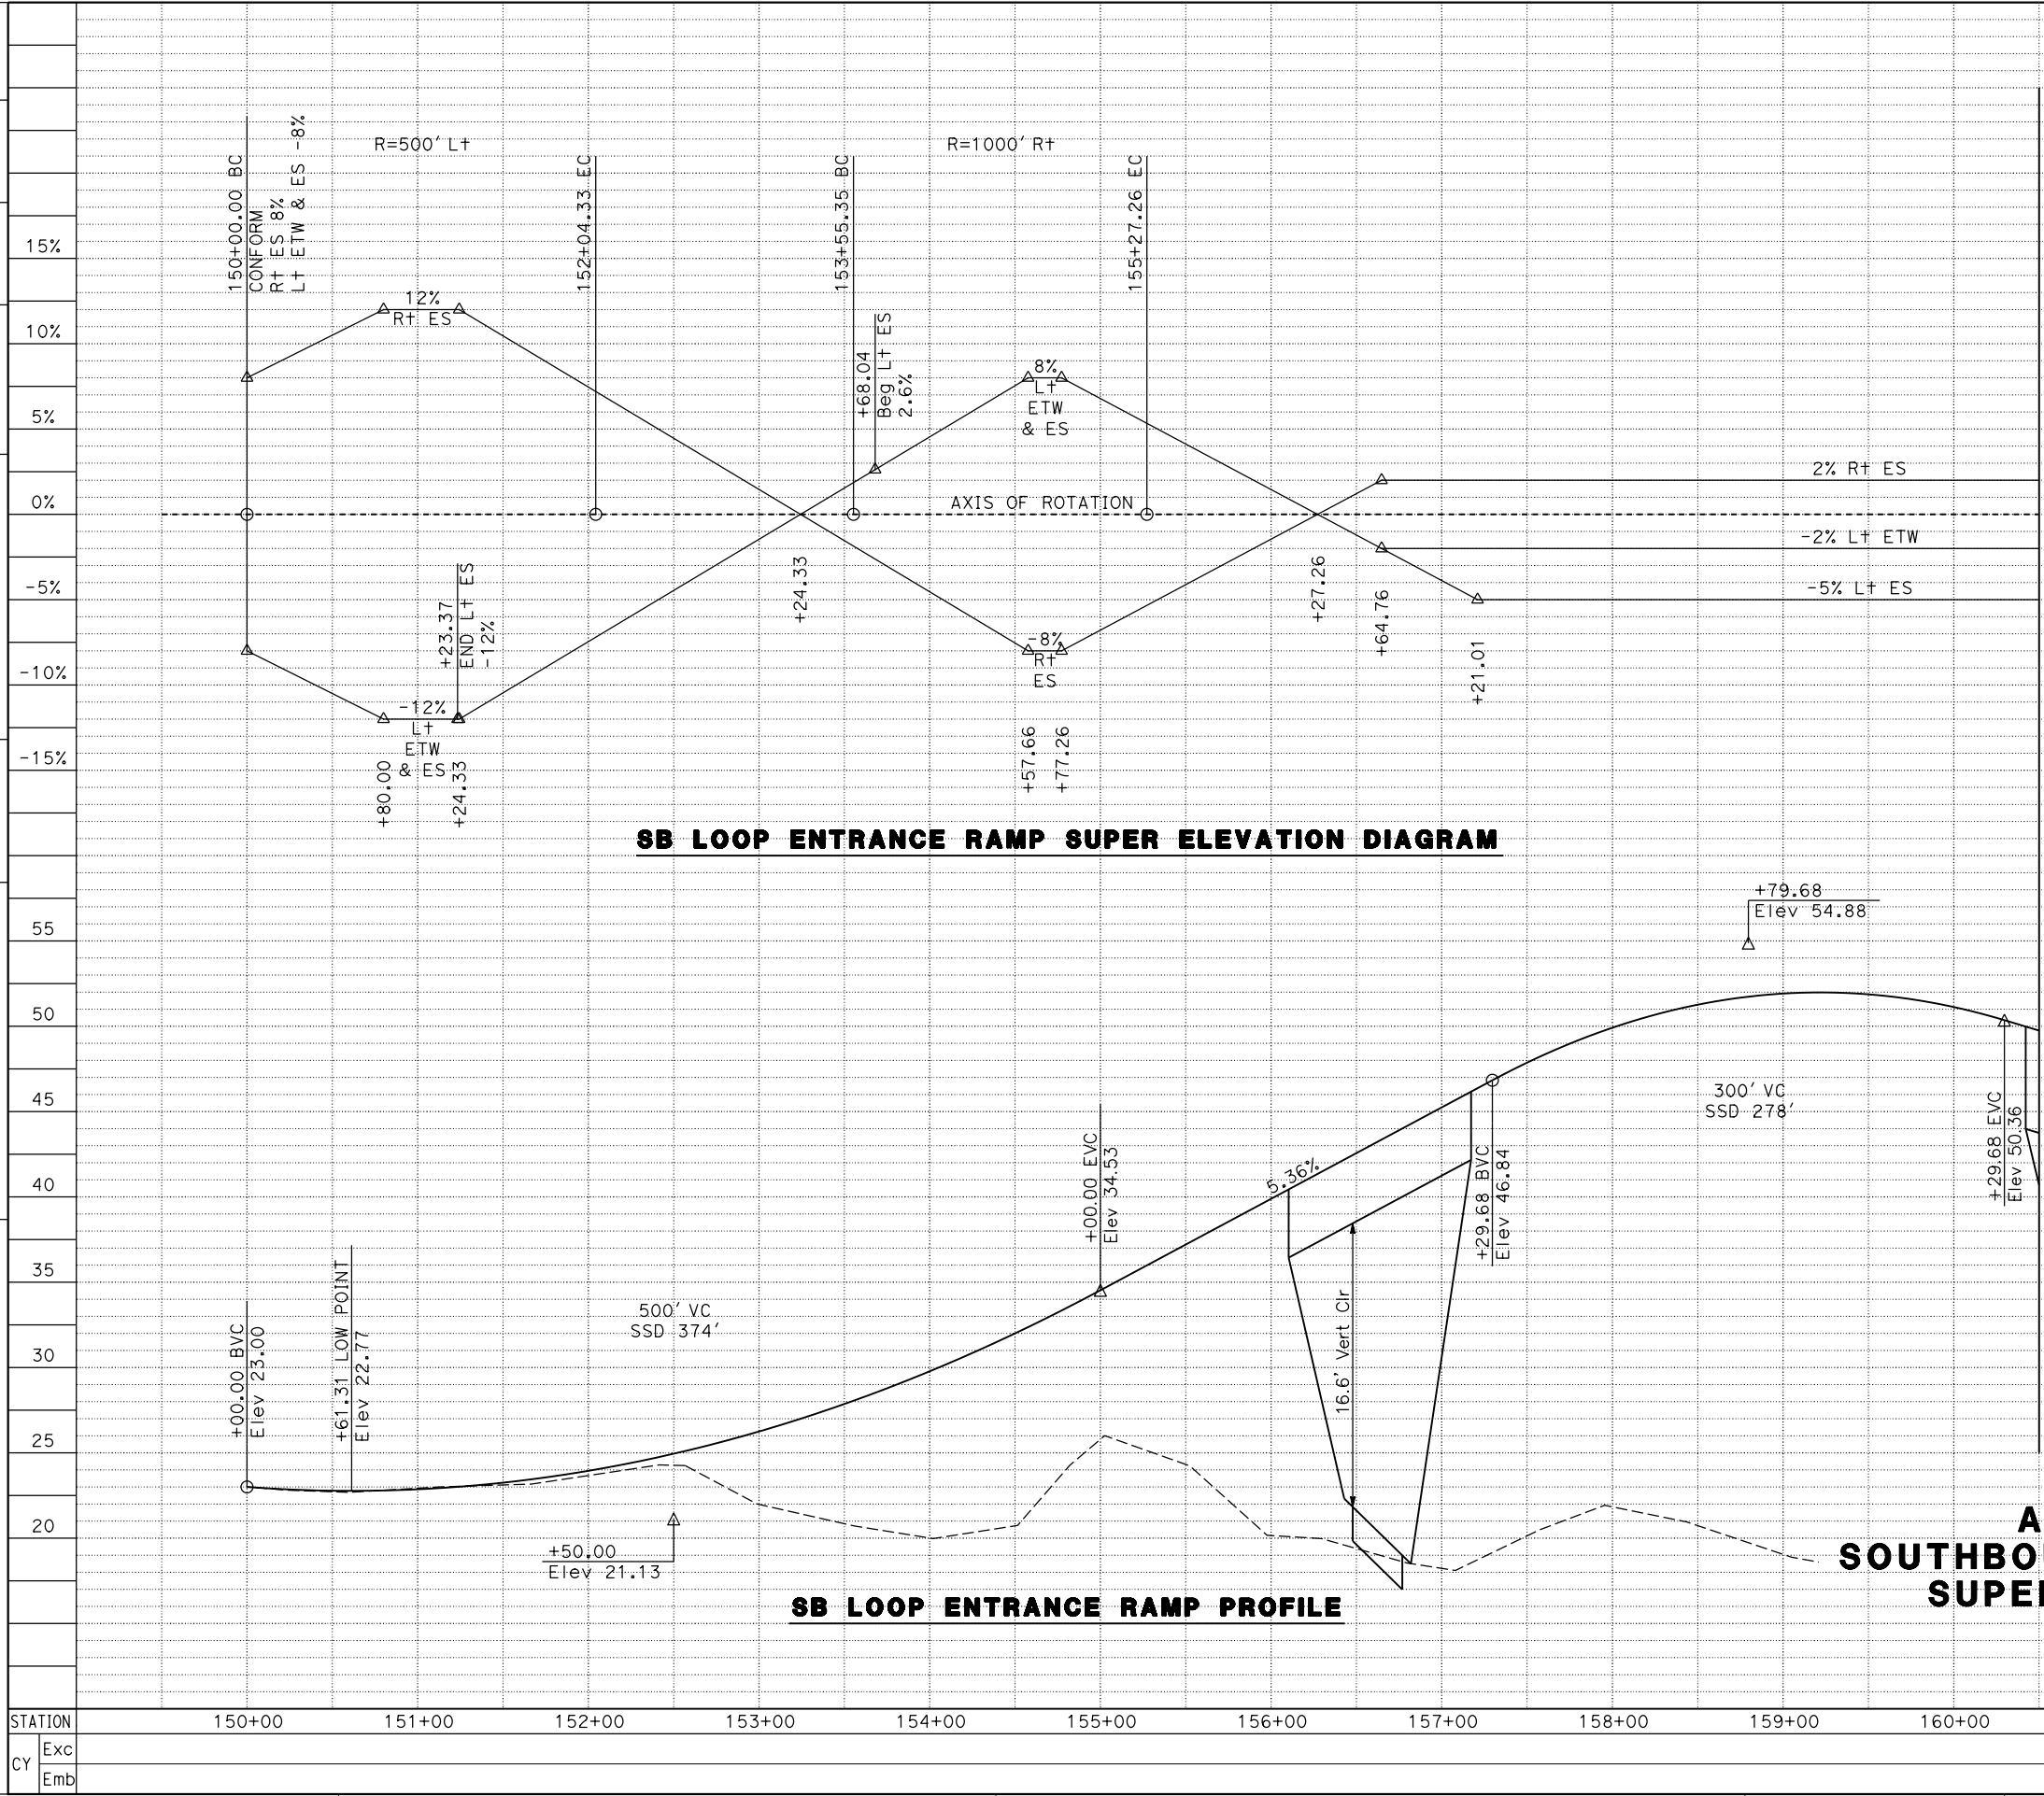 150+00.00 BC
CONFORM
Rt ES 8%
Lt ETW & ES -8%
R=500' Lt
152+04.33 EC
R=1000' Rt
153+55.35 BC
155+27.26 EC
15%
10%
5%
0%
-5%
-10%
-15%
12%
Rt ES
+68.04
Beg Lt ES
2.6%
8%
Lt
ETW
& ES
AXIS OF ROTATION
2% Rt ES
-2% Lt ETW
-5% Lt ES
+23.37
END Lt ES
-12%
+24.33
+27.26
+64.76
+21.01
-8%
Rt
ES
-12%
Lt
ETW
& ES
+80.00
+24.33
+57.66
+77.26
SB LOOP ENTRANCE RAMP SUPER ELEVATION DIAGRAM
+79.68
Elev 54.88
55
50
45
40
35
30
25
20
300' VC
SSD 278'
+29.68 EVC
Elev 50.36
+00.00 EVC
Elev 34.53
5.36%
+29.68 BVC
Elev 46.84
16.6' Vert Clr
500' VC
SSD 374'
+00.00 BVC
Elev 23.00
+61.31 LOW POINT
Elev 22.77
+50.00
Elev 21.13
SB LOOP ENTRANCE RAMP PROFILE
A
SOUTHBO
SUPE
STATION 150+00 151+00 152+00 153+00 154+00 155+00 156+00 157+00 158+00 159+00 160+00
CY
Exc
Emb